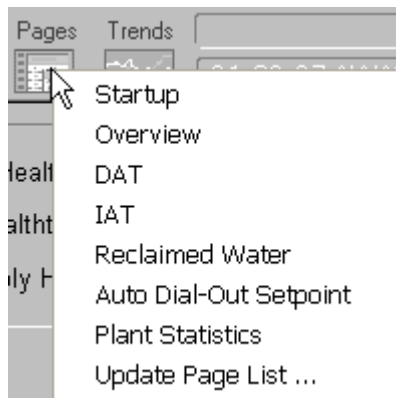 Pages Trends
Startup
Overview
DAT
IAT
Reclaimed Water
Auto Dial-Out Setpoint
Plant Statistics
Update Page List ...